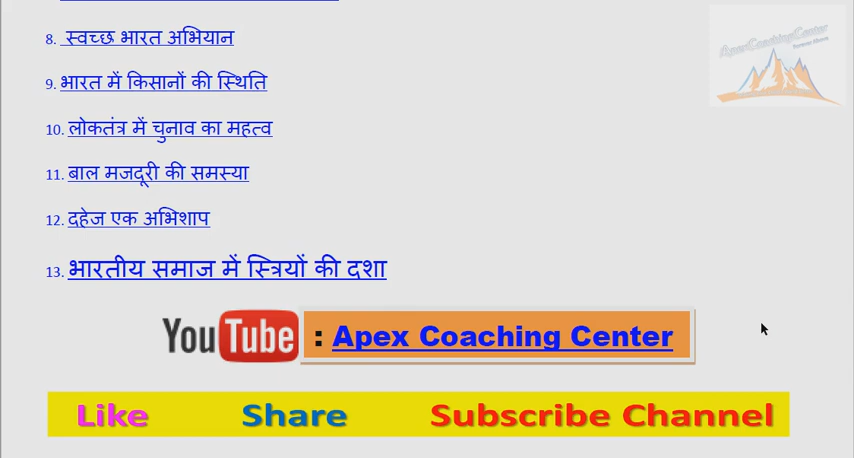 8. स्वच्छ भारत अभियान
9. भारत में किसानों की स्थिति
10. लोकतंत्र में चुनाव का महत्व
11. बाल मजदूरी की समस्या
12. दहेज एक अभिशाप
13. भारतीय समाज में स्त्रियों की दशा
YouTube : Apex Coaching Center
Like Share Subscribe Channel
ApexCoachingCenter